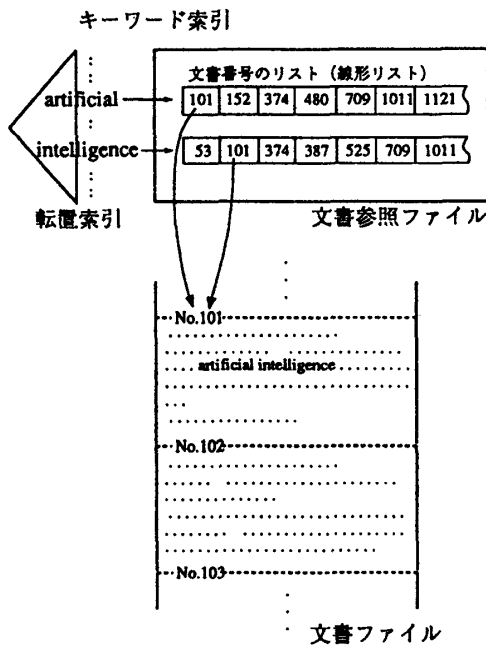 キーワード索引
文書番号のリスト（線形リスト）
artificial 101 152 374 480 709 1011 1121
intelligence 53 101 374 387 525 709 1011
転置索引
文書参照ファイル
No.101
artificial intelligence
No.102
No.103
文書ファイル